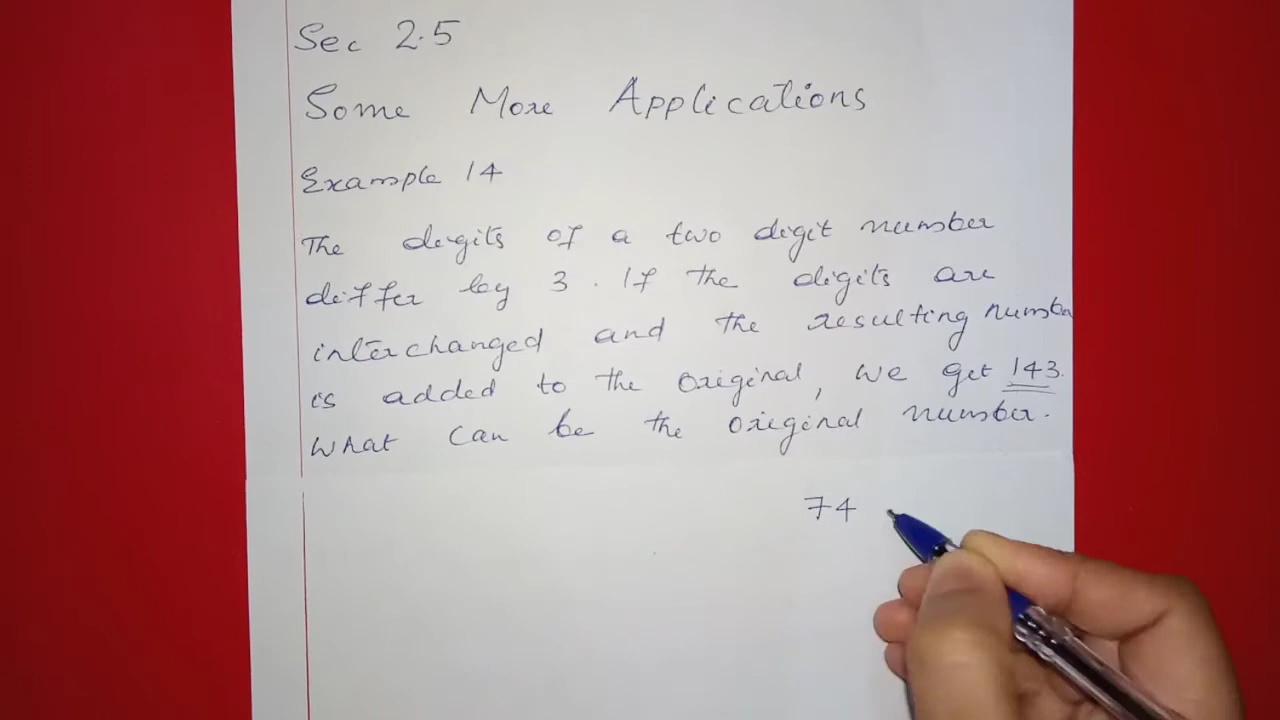 Sec 2.5
Some More Applications
Example 14
The digits of a two digit number
differ by 3. If the digits are
interchanged and the resulting number
is added to the original, we get 143.
What can be the original number.
74